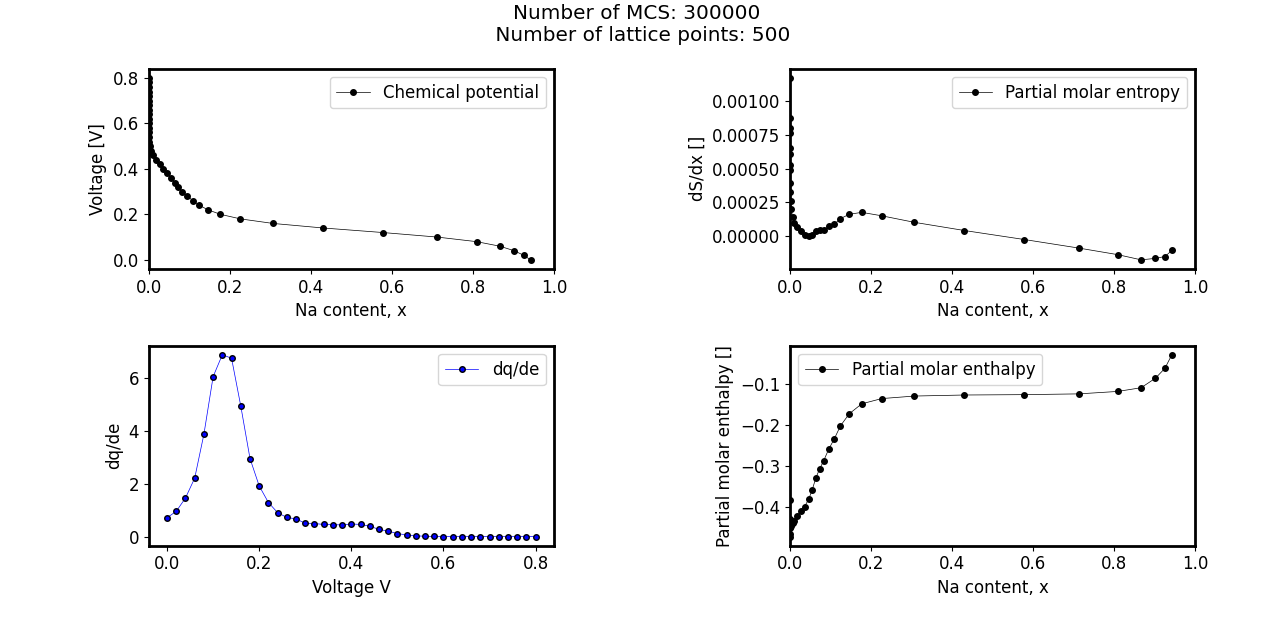 Number of MCS: 300000
Number of lattice points: 500
Voltage [V]
0.8
0.6
0.4
0.2
0.0
Chemical potential
0.0 0.2 0.4 0.6 0.8 1.0
Na content, x
dS/dx []
0.00100
0.00075
0.00050
0.00025
0.00000
Partial molar entropy
0.0 0.2 0.4 0.6 0.8 1.0
Na content, x
dq/de
6
4
2
0
dq/de
0.0 0.2 0.4 0.6 0.8
Voltage V
Partial molar enthalpy []
−0.1
−0.2
−0.3
−0.4
Partial molar enthalpy
0.0 0.2 0.4 0.6 0.8 1.0
Na content, x